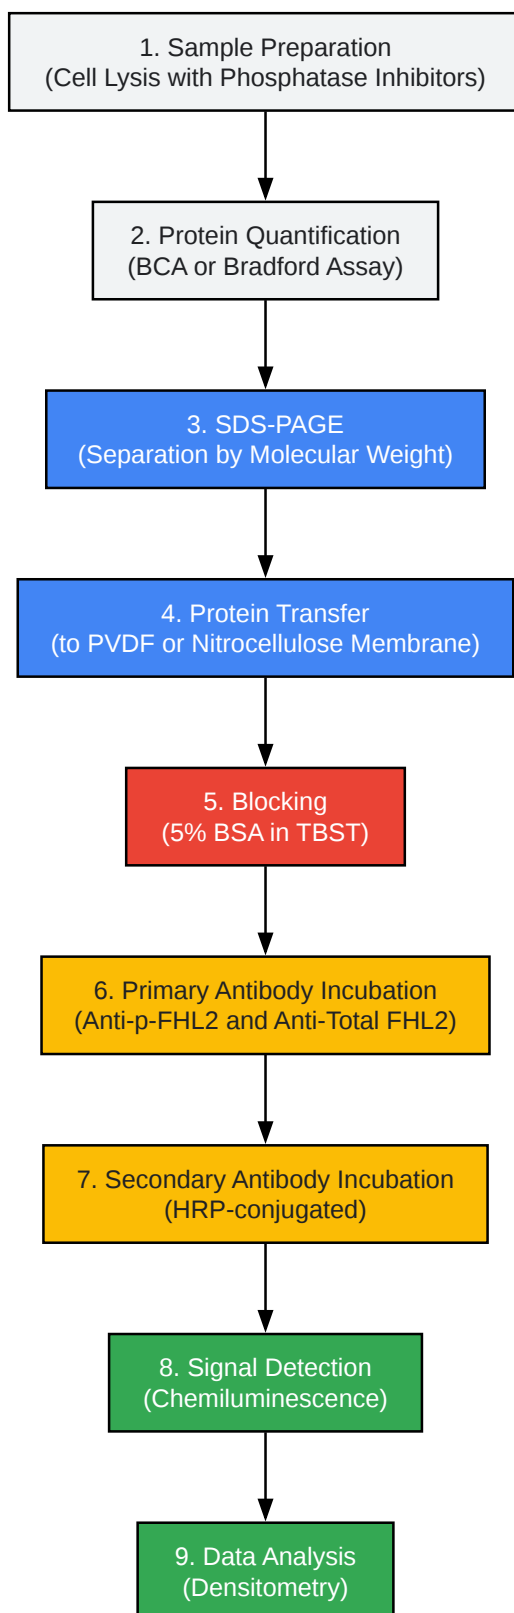 1. Sample Preparation
(Cell Lysis with Phosphatase Inhibitors)
2. Protein Quantification
(BCA or Bradford Assay)
3. SDS-PAGE
(Separation by Molecular Weight)
4. Protein Transfer
(to PVDF or Nitrocellulose Membrane)
5. Blocking
(5% BSA in TBST)
6. Primary Antibody Incubation
(Anti-p-FHL2 and Anti-Total FHL2)
7. Secondary Antibody Incubation
(HRP-conjugated)
8. Signal Detection
(Chemiluminescence)
9. Data Analysis
(Densitometry)